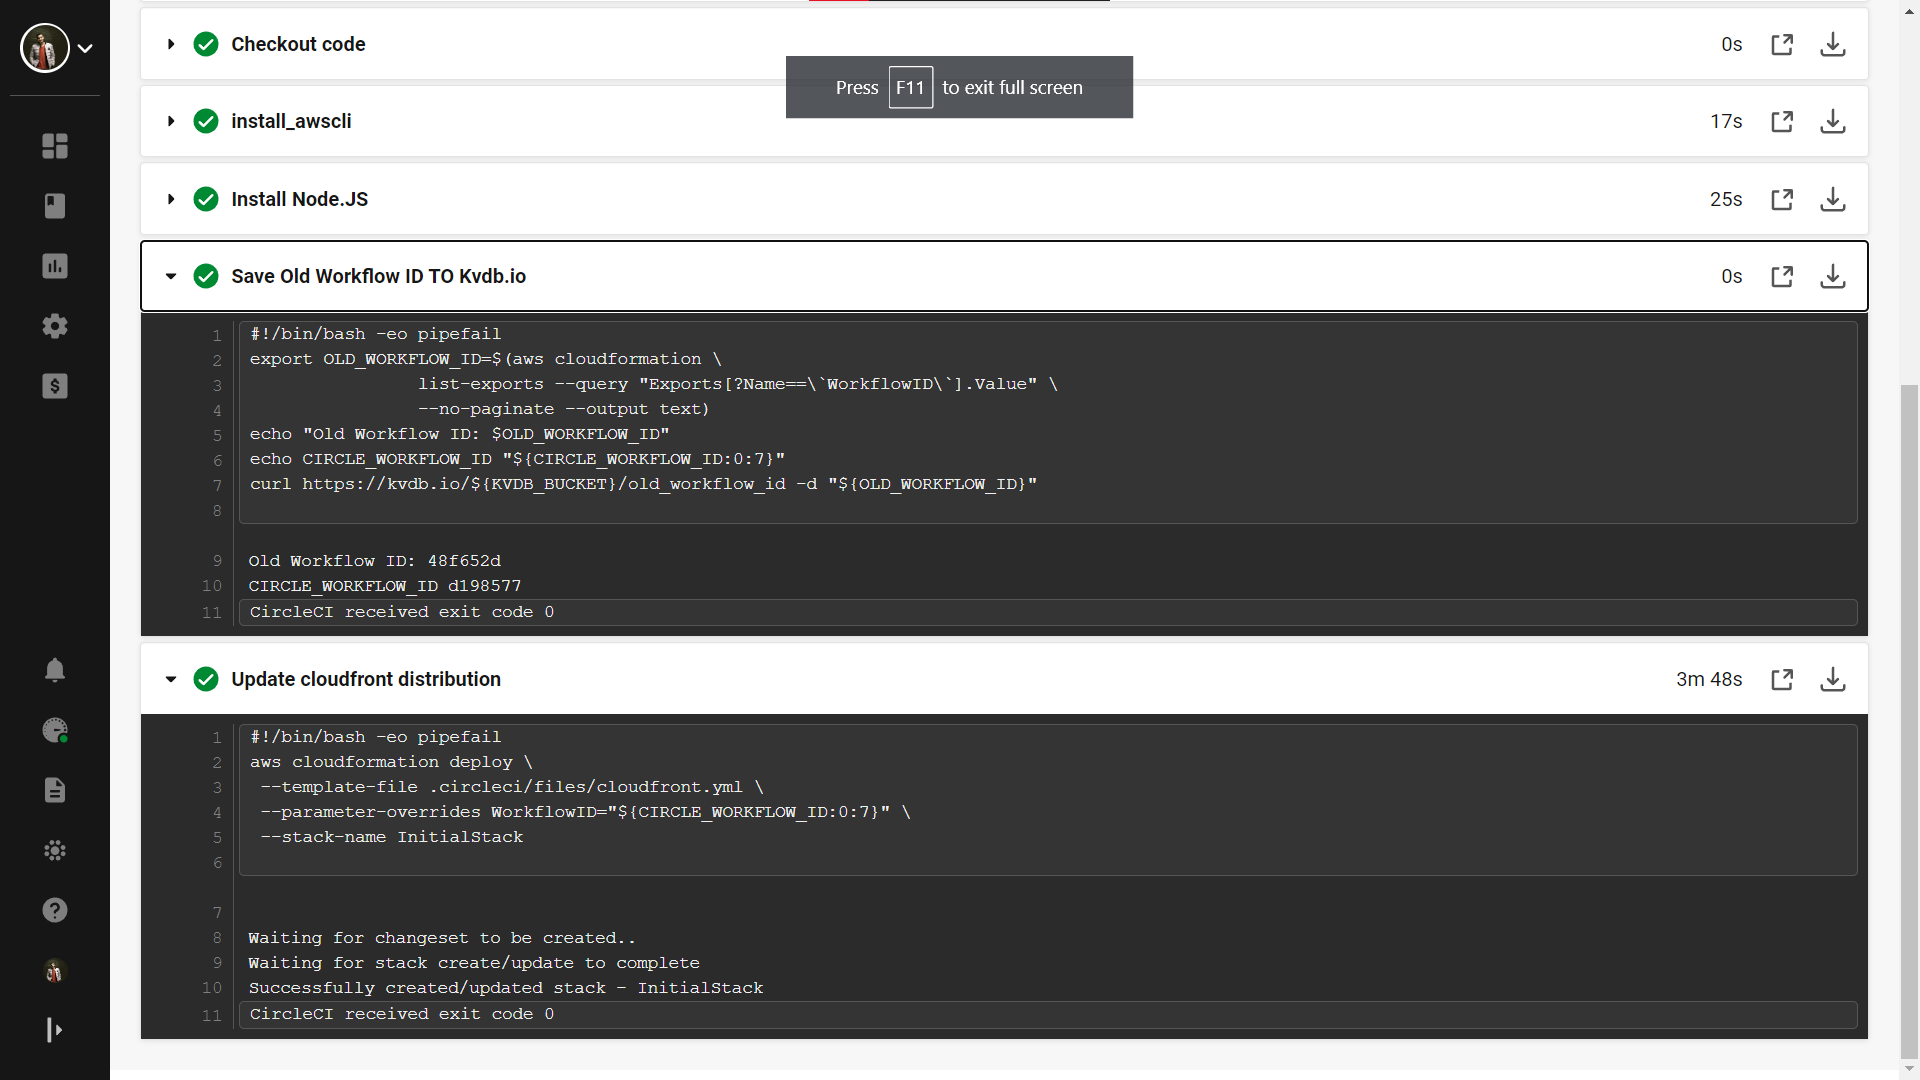 Checkout code 0s
Press F11 to exit full screen
install_awscli 17s
Install Node.JS 25s
Save Old Workflow ID TO Kvdb.io 0s
1 #!/bin/bash -eo pipefail
2 export OLD_WORKFLOW_ID=$(aws cloudformation \
3 list-exports --query "Exports[?Name==\`WorkflowID\`].Value" \
4 --no-paginate --output text)
5 echo "Old Workflow ID: $OLD_WORKFLOW_ID"
6 echo CIRCLE_WORKFLOW_ID "${CIRCLE_WORKFLOW_ID:0:7}"
7 curl https://kvdb.io/${KVDB_BUCKET}/old_workflow_id -d "${OLD_WORKFLOW_ID}"
8
9 Old Workflow ID: 48f652d
10 CIRCLE_WORKFLOW_ID d198577
11 CircleCI received exit code 0
Update cloudfront distribution 3m 48s
1 #!/bin/bash -eo pipefail
2 aws cloudformation deploy \
3 --template-file .circleci/files/cloudfront.yml \
4 --parameter-overrides WorkflowID="${CIRCLE_WORKFLOW_ID:0:7}" \
5 --stack-name InitialStack
6
7
8 Waiting for changeset to be created..
9 Waiting for stack create/update to complete
10 Successfully created/updated stack - InitialStack
11 CircleCI received exit code 0